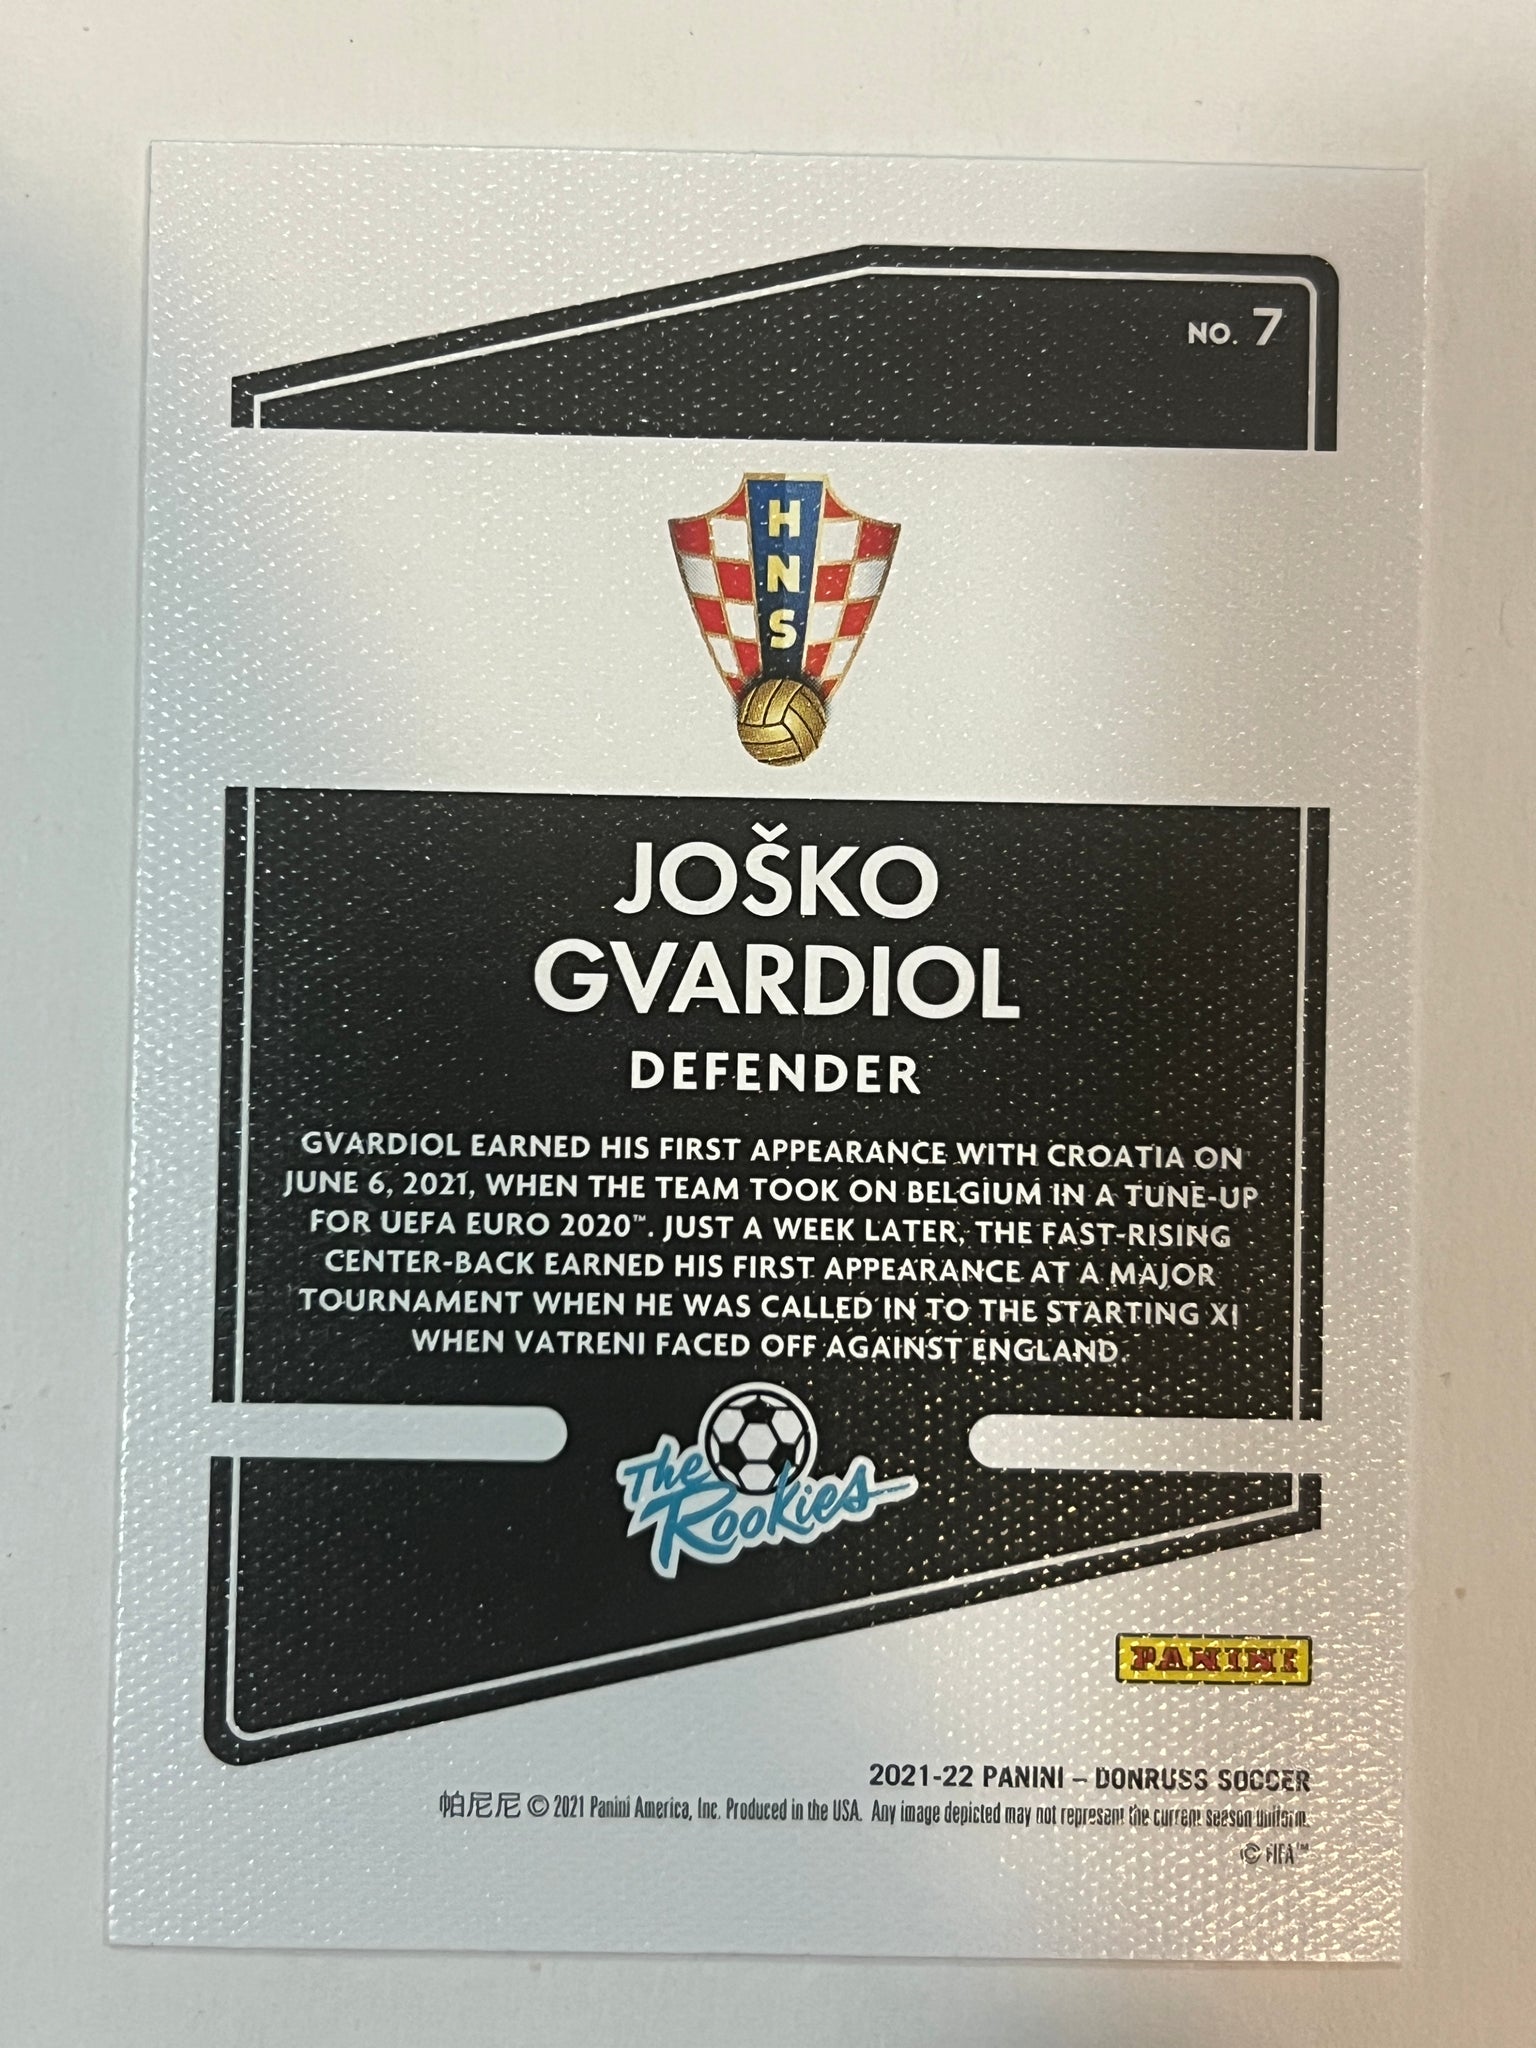 NO. 7
H
N
S
JOŠKO
GVARDIOL
DEFENDER
GVARDIOL EARNED HIS FIRST APPEARANCE WITH CROATIA ON
JUNE 6, 2021, WHEN THE TEAM TOOK ON BELGIUM IN A TUNE-UP
FOR UEFA EURO 2020™. JUST A WEEK LATER, THE FAST-RISING
CENTER-BACK EARNED HIS FIRST APPEARANCE AT A MAJOR
TOURNAMENT WHEN HE WAS CALLED IN TO THE STARTING XI
WHEN VATRENI FACED OFF AGAINST ENGLAND.
The
Rookies
PANINI
2021-22 PANINI – DONRUSS SOCCER
帕尼尼 © 2021 Panini America, Inc. Produced in the USA. Any image depicted may not represent the current season uniform.
© FIFA™